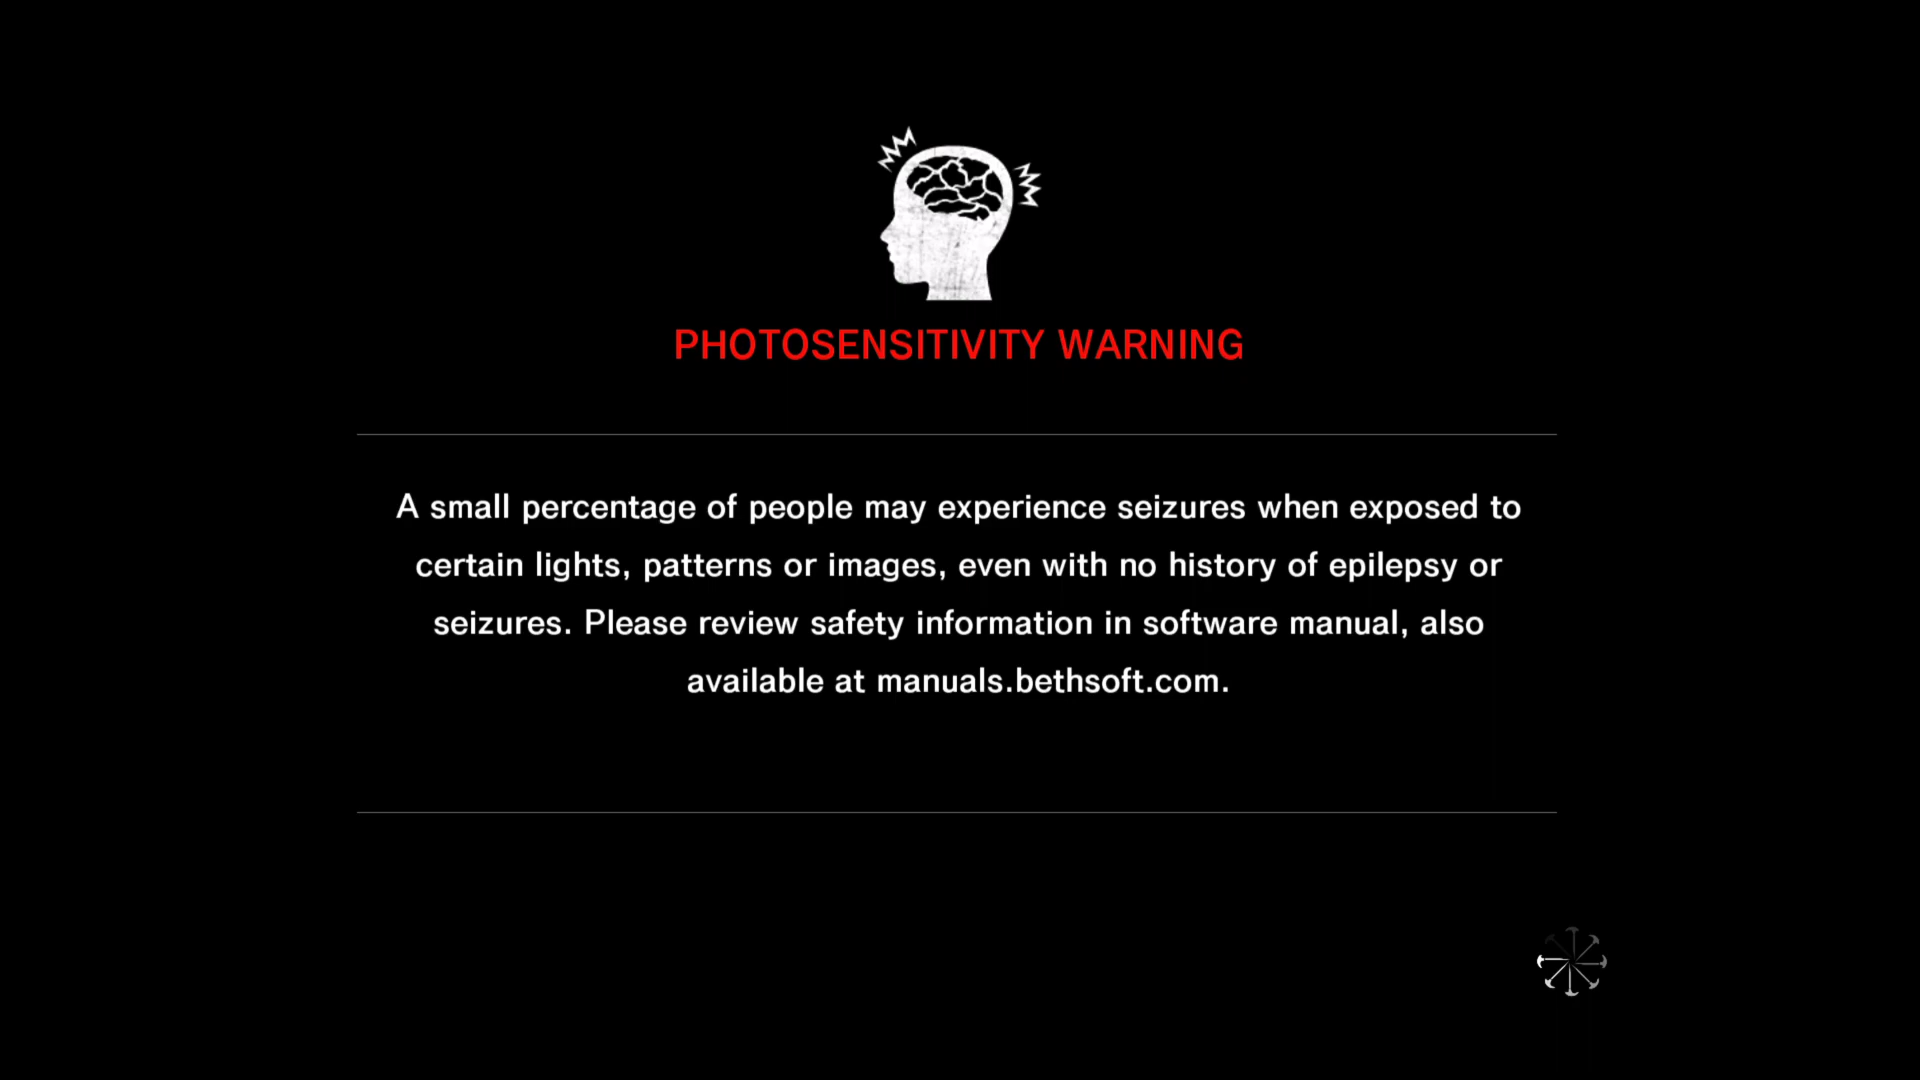 PHOTOSENSITIVITY WARNING
A small percentage of people may experience seizures when exposed to
certain lights, patterns or images, even with no history of epilepsy or
seizures. Please review safety information in software manual, also
available at manuals.bethsoft.com.